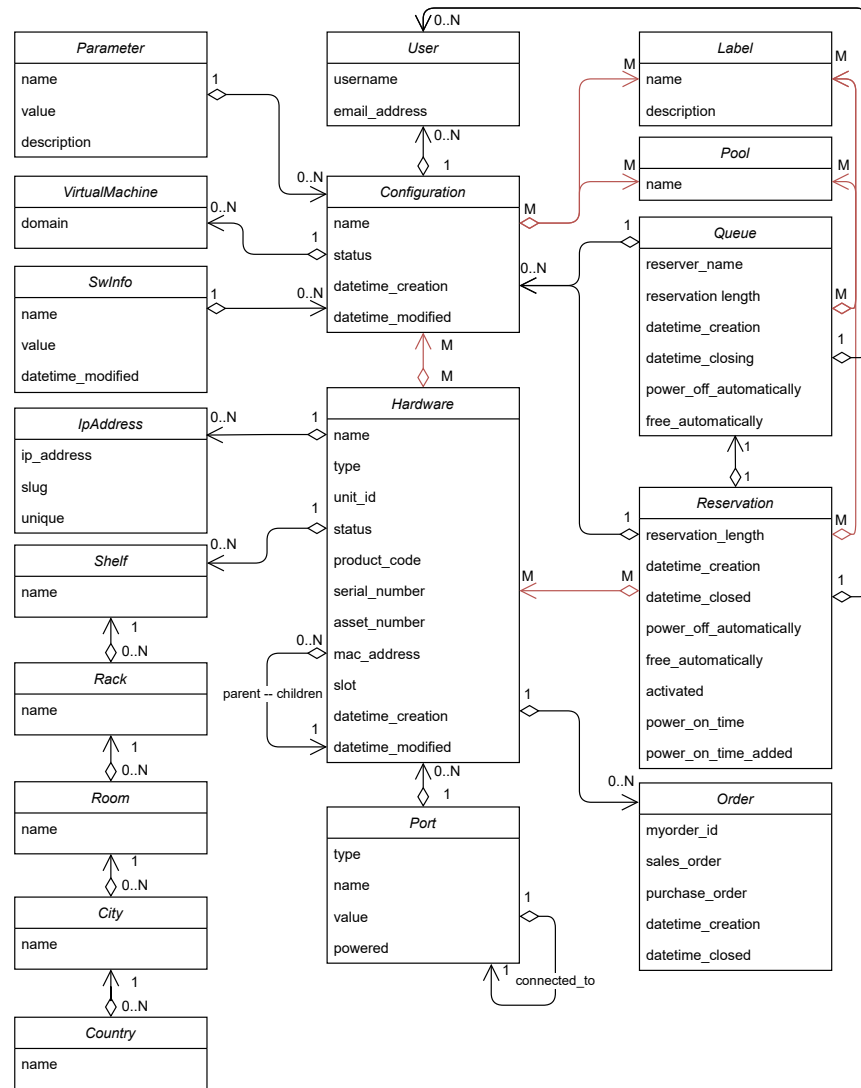 Parameter
name
value
description
1
VirtualMachine
domain
0..N
SwInfo
name
value
datetime_modified
1
IpAddress
ip_address
slug
unique
0..N
Shelf
name
0..N
1
0..N
Rack
name
1
0..N
Room
name
1
0..N
City
name
1
0..N
Country
name
0..N
User
username
email_address
0..N
1
Configuration
name
status
datetime_creation
datetime_modified
0..N
1
0..N
M
0..N
M
M
Hardware
name
type
unit_id
status
product_code
serial_number
asset_number
mac_address
slot
datetime_creation
datetime_modified
1
1
0..N
parent -- children
1
M
1
0..N
1
Port
type
name
value
powered
1
1
connected_to
Label
name
description
M
M
Pool
name
M
M
Queue
reserver_name
reservation length
datetime_creation
datetime_closing
power_off_automatically
free_automatically
1
M
1
1
1
Reservation
reservation_length
datetime_creation
datetime_closed
power_off_automatically
free_automatically
activated
power_on_time
power_on_time_added
1
M
M
1
0..N
Order
myorder_id
sales_order
purchase_order
datetime_creation
datetime_closed